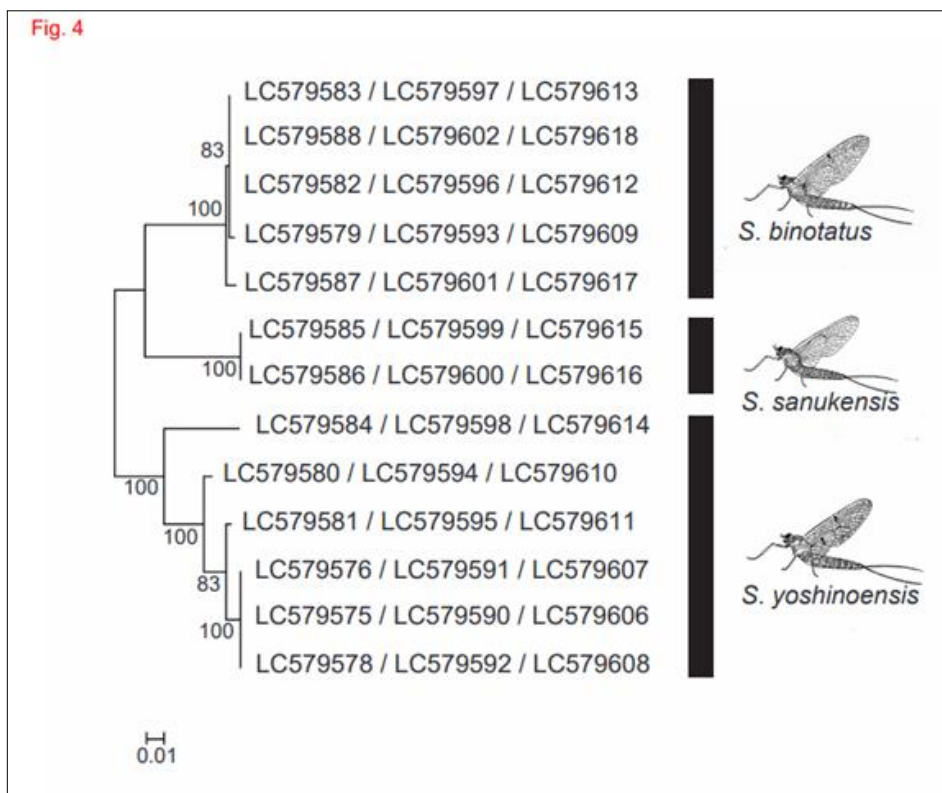 Fig. 4
LC579583 / LC579597 / LC579613
83
LC579588 / LC579602 / LC579618
LC579582 / LC579596 / LC579612
100
LC579579 / LC579593 / LC579609
S. binotatus
LC579587 / LC579601 / LC579617
LC579585 / LC579599 / LC579615
100
LC579586 / LC579600 / LC579616
S. sanukensis
LC579584 / LC579598 / LC579614
100
LC579580 / LC579594 / LC579610
100
LC579581 / LC579595 / LC579611
83
LC579576 / LC579591 / LC579607
S. yoshinoensis
LC579575 / LC579590 / LC579606
100
LC579578 / LC579592 / LC579608
0.01